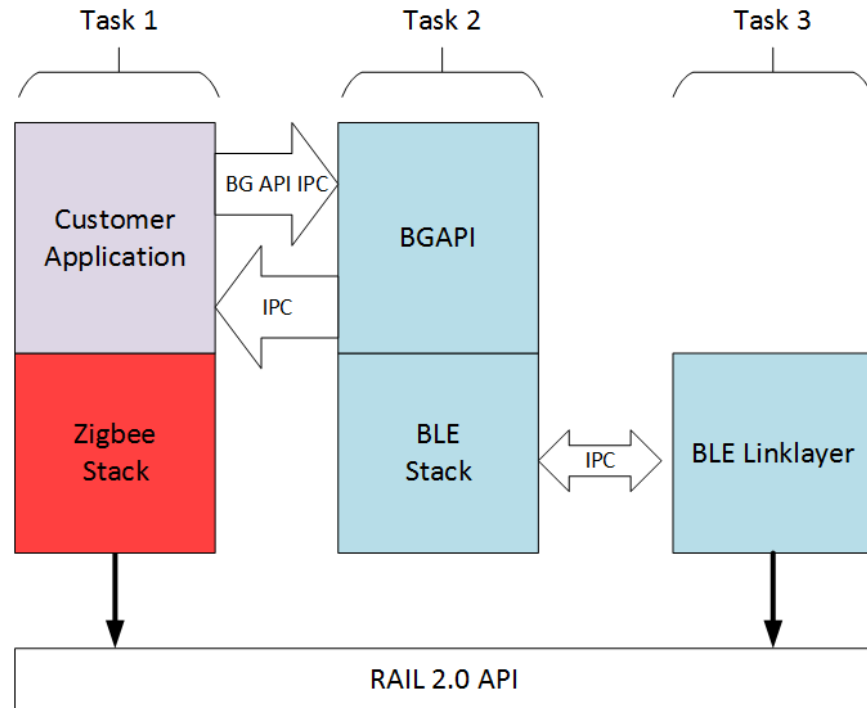 Task 1
Task 2
Task 3
Customer
Application
BG API IPC
IPC
BGAPI
Zigbee
Stack
BLE
Stack
IPC
BLE Linklayer
RAIL 2.0 API